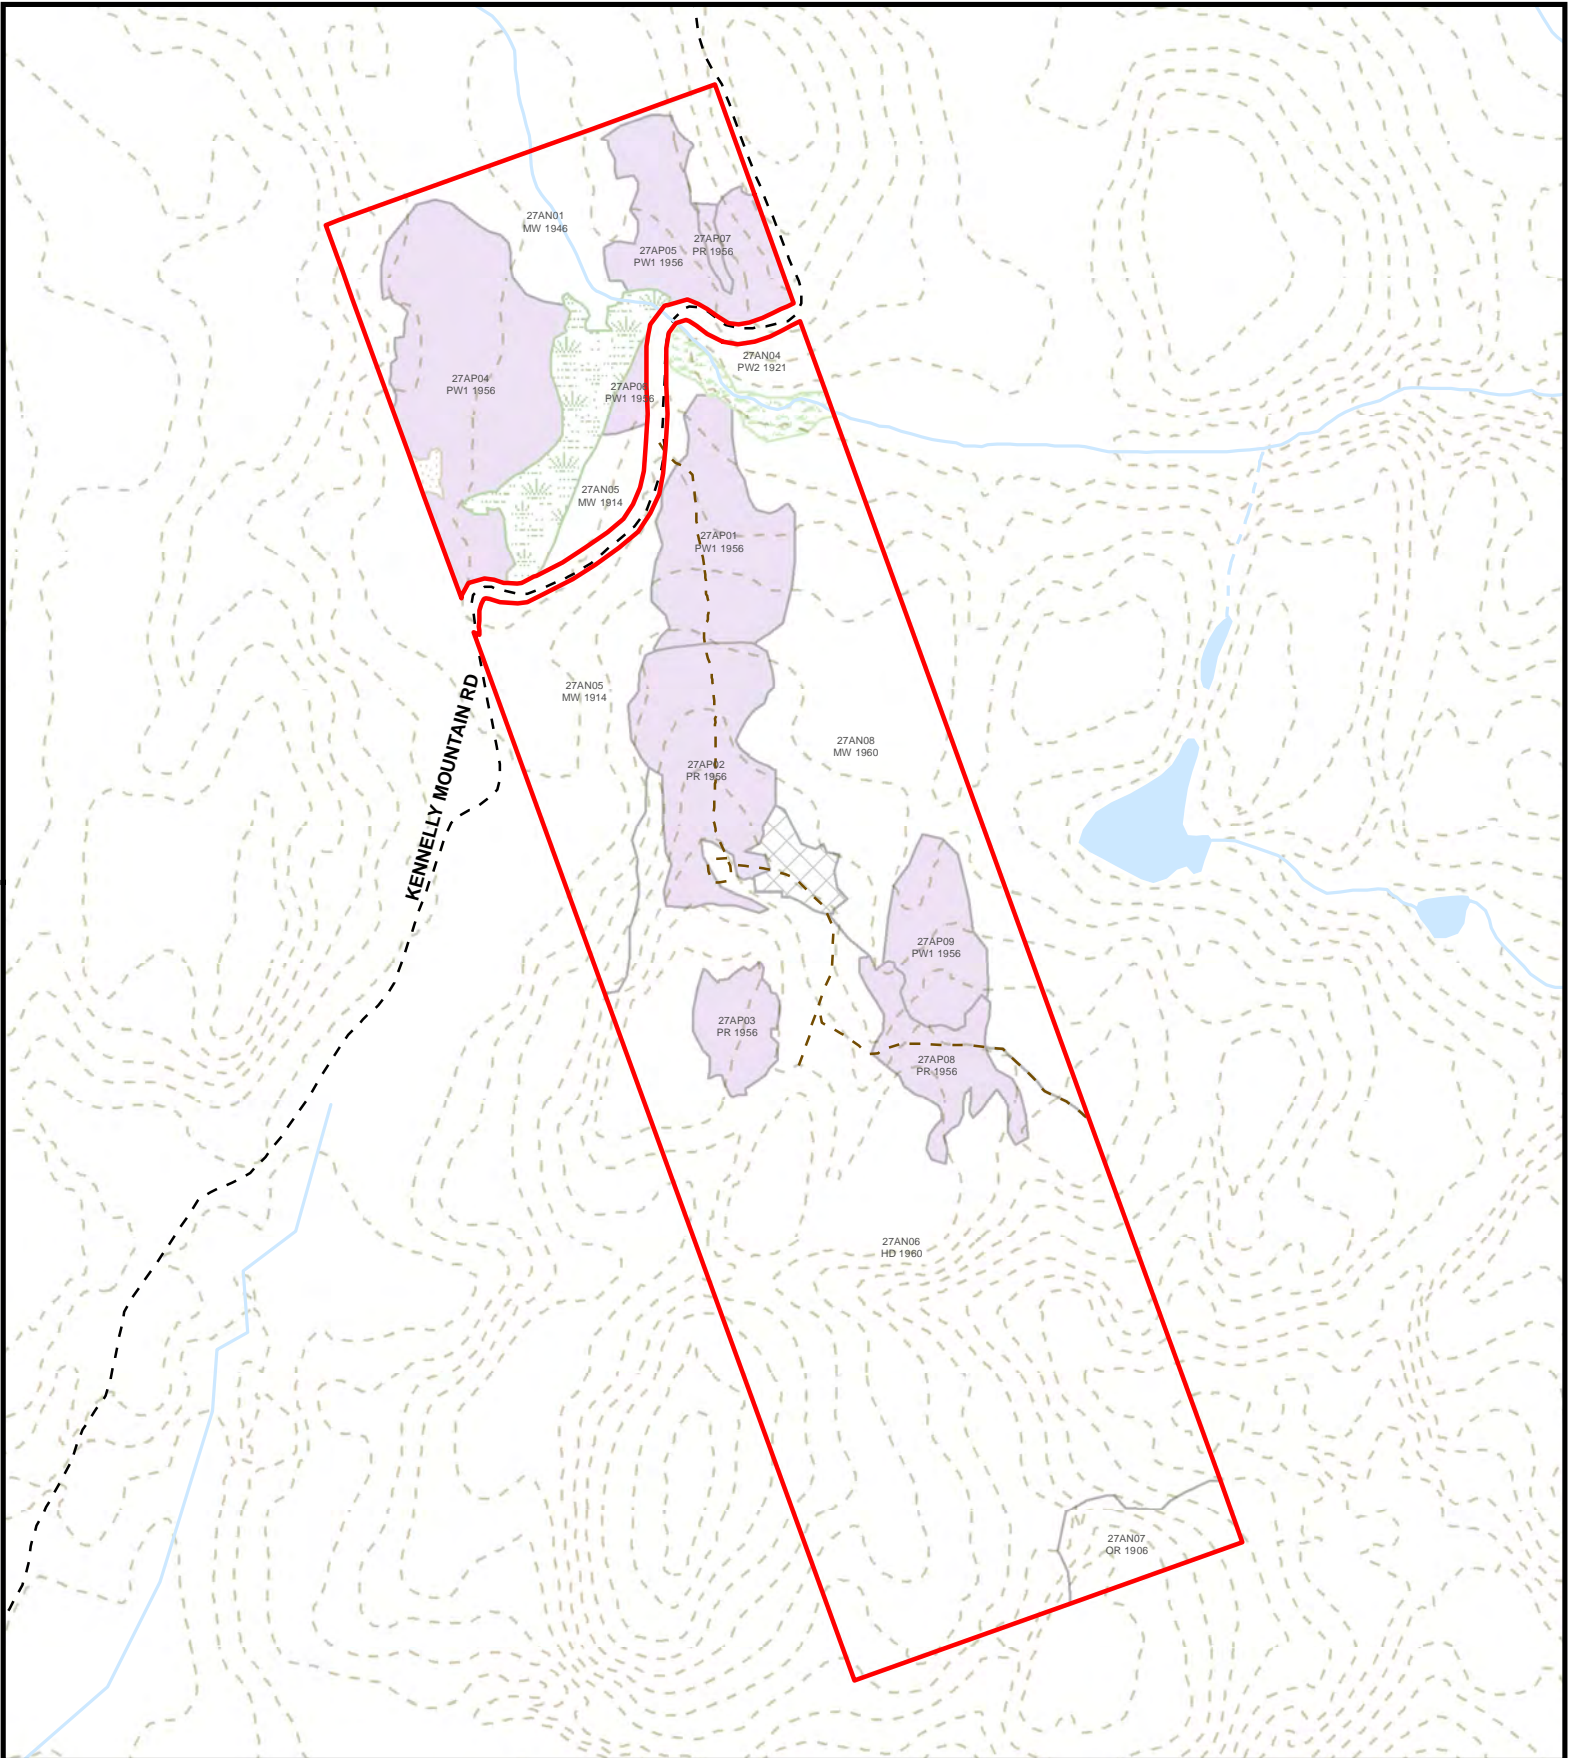 27AN01
MW 1946
27AP07
PR 1956
27AP05
PW1 1956
27AN04
PW2 1921
27AP04
PW1 1956
27AP06
PW1 1956
27AN05
MW 1914
27AP01
PW1 1956
27AN05
MW 1914
KENNELLY MOUNTAIN RD
27AN08
MW 1960
27AP02
PR 1956
27AP09
PW1 1956
27AP03
PR 1956
27AP08
PR 1956
27AN06
HD 1960
27AN07
OR 1906